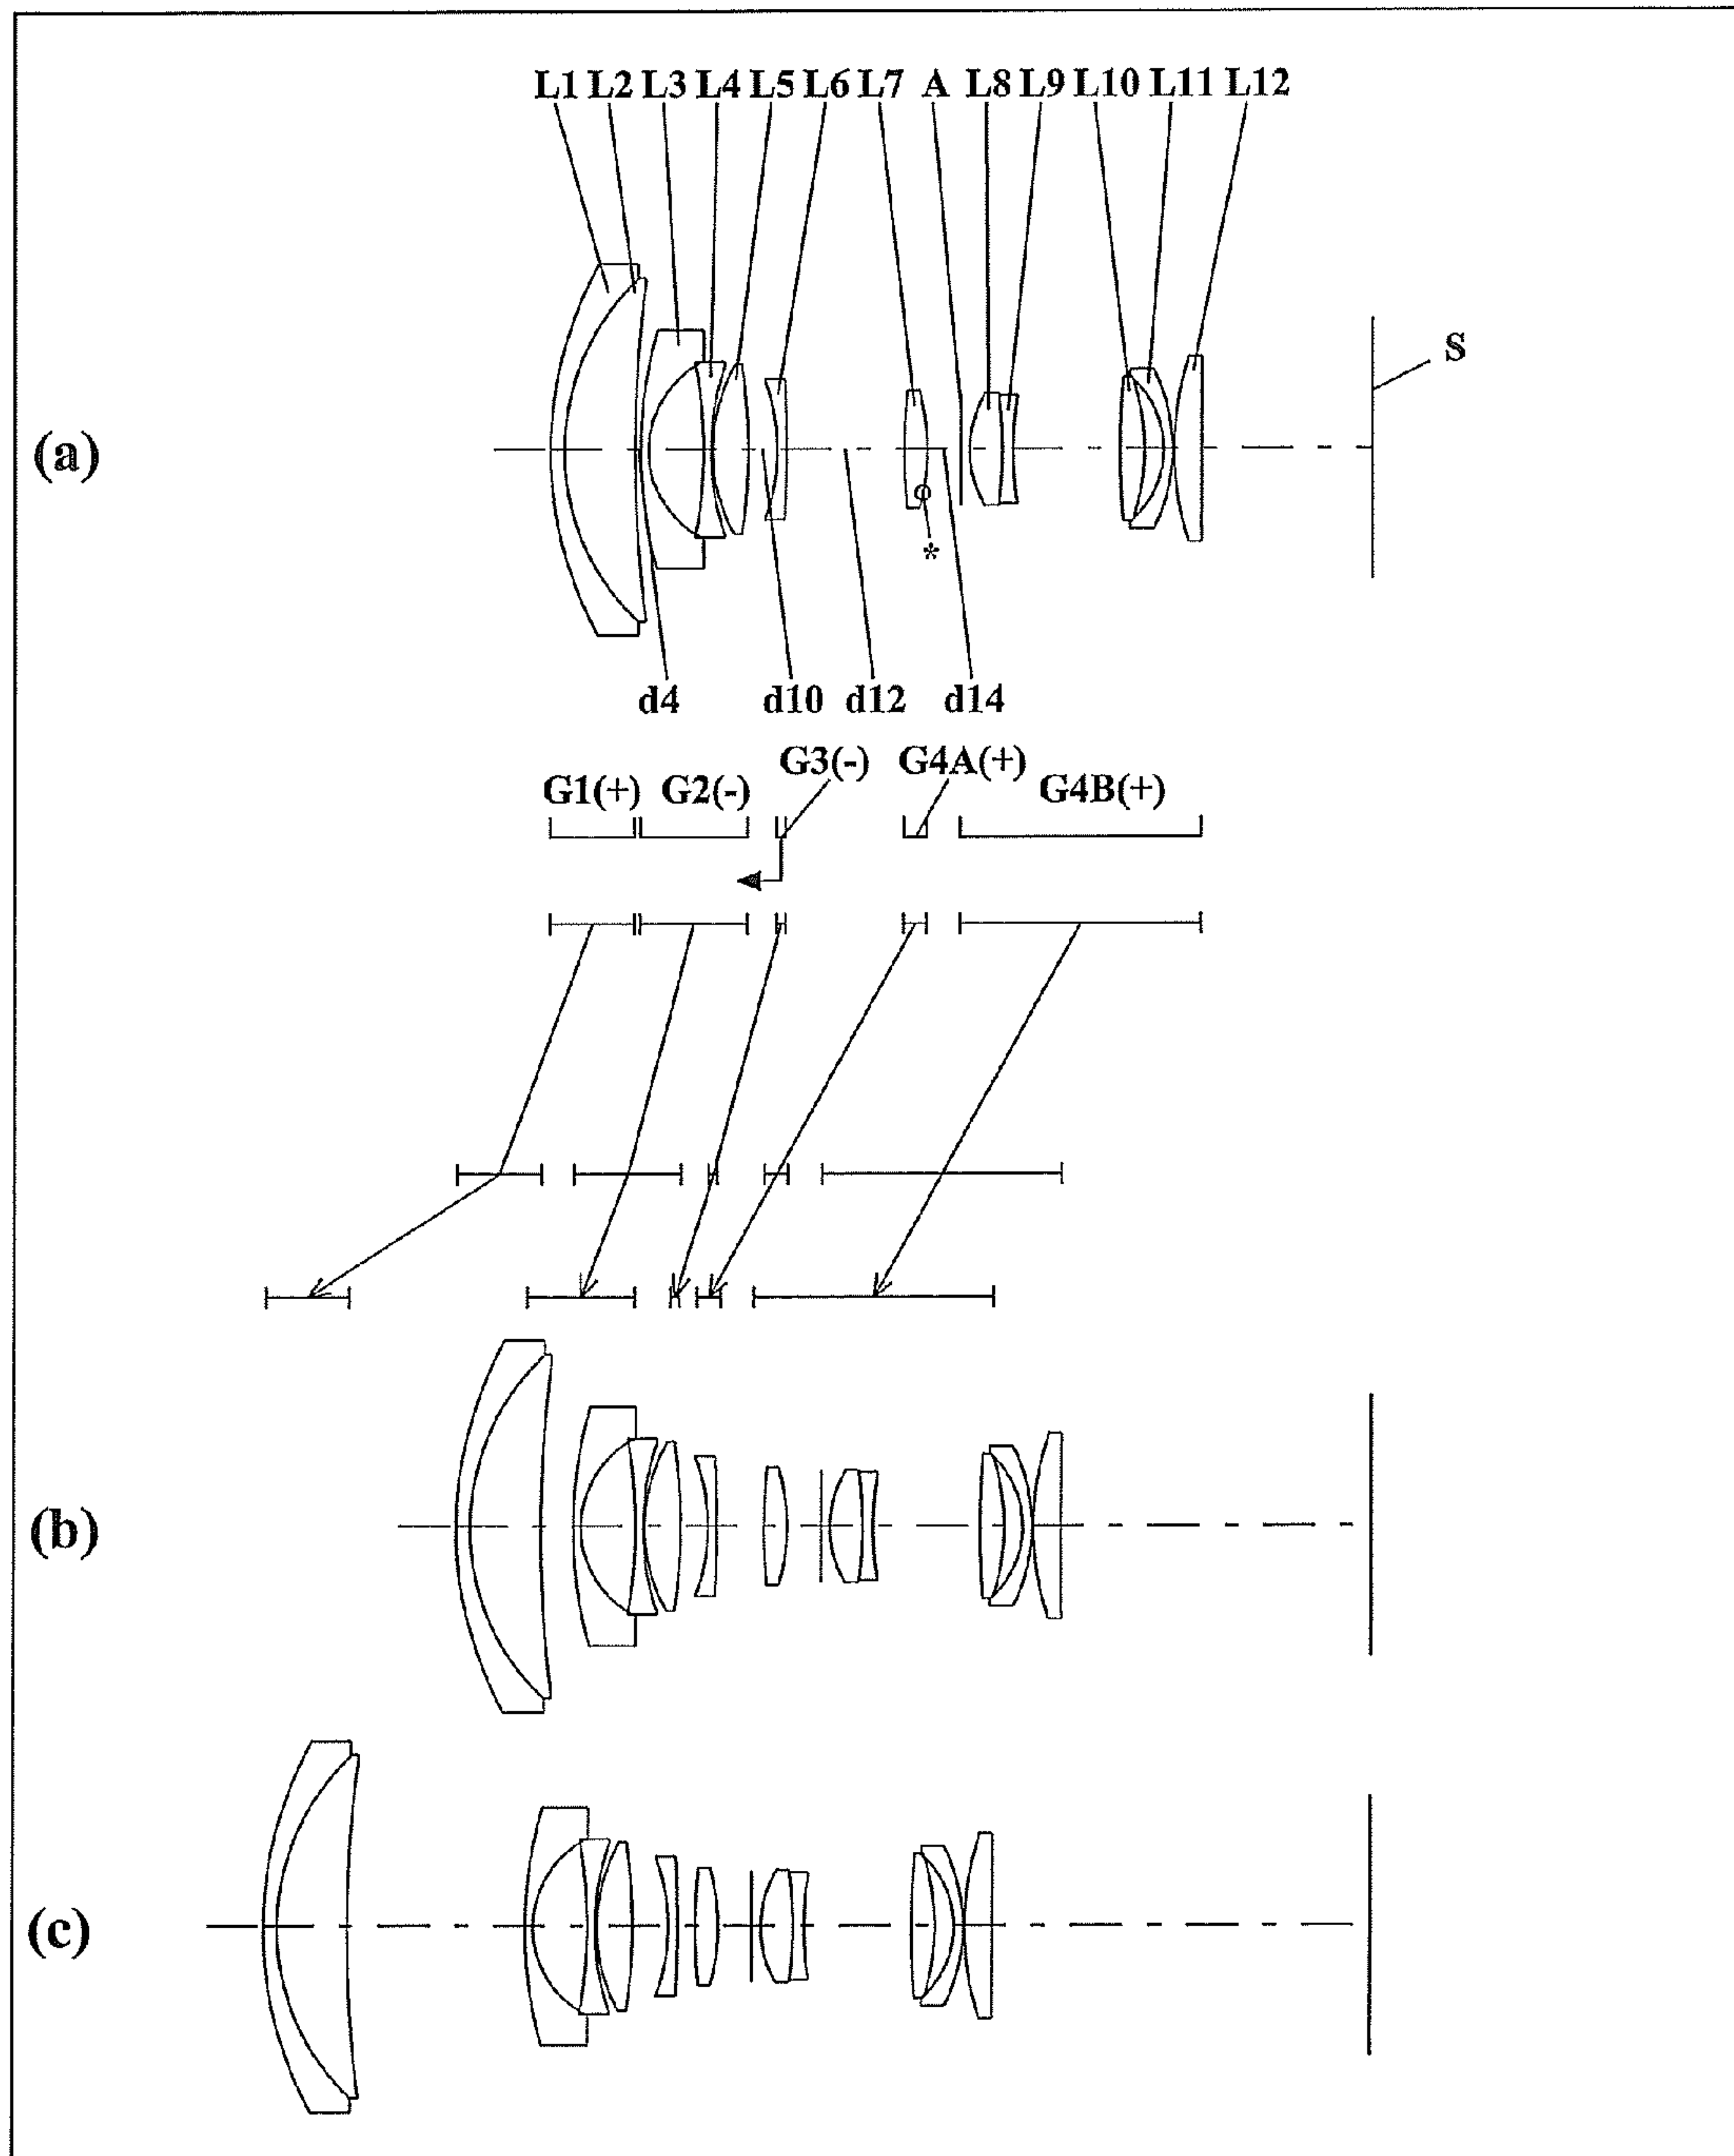 L1 L2 L3 L4 L5 L6 L7 A L8 L9 L10 L11 L12
S
(a)
*
d4 d10 d12 d14
G1(+) G2(-) G3(-) G4A(+) G4B(+)
(b)
(c)